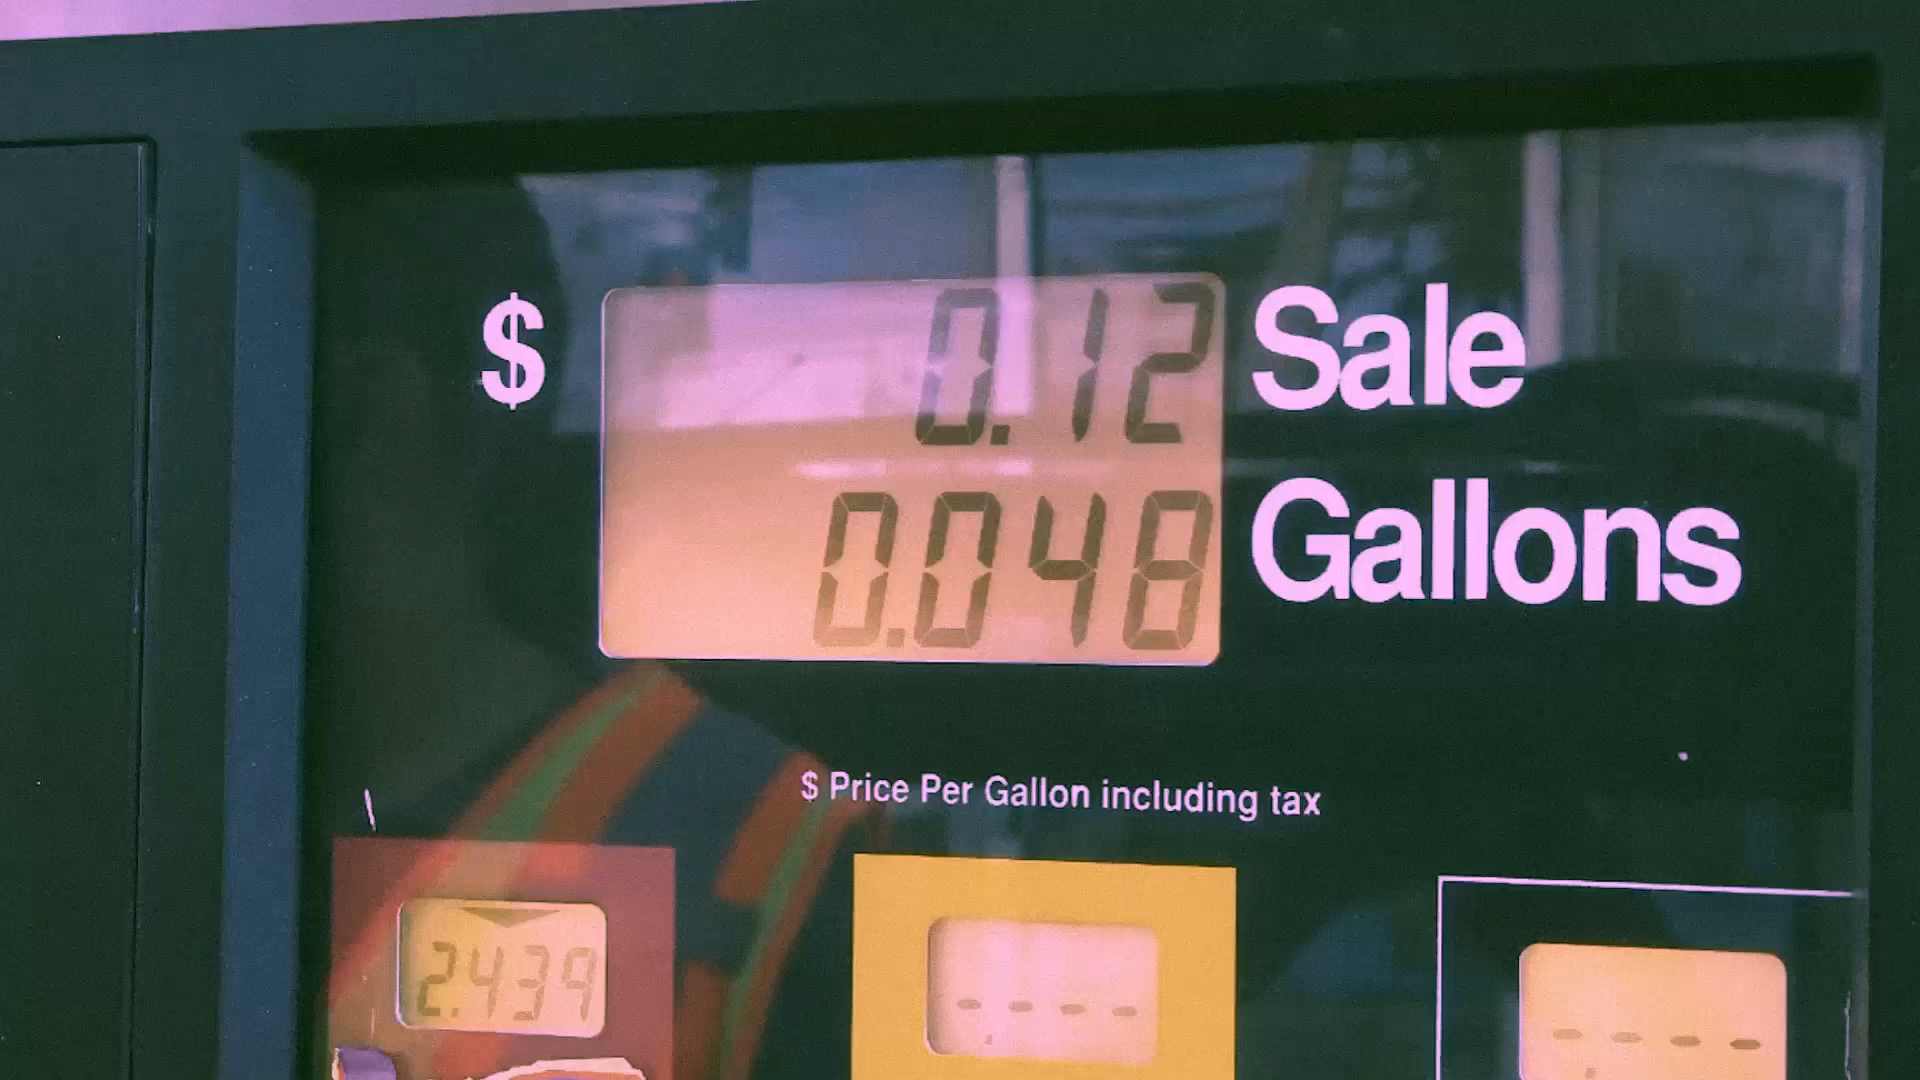 $ 0.12 Sale
0.048 Gallons
$ Price Per Gallon including tax
2.439 ---- ----